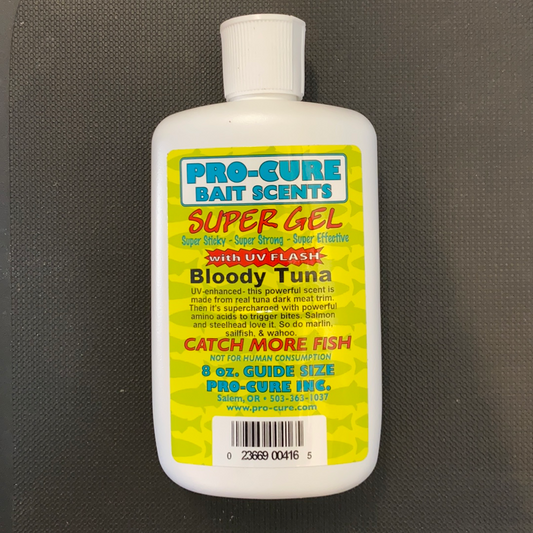 PRO-CURE
BAIT SCENTS
SUPER GEL
Super Sticky - Super Strong - Super Effective
with UV FLASH
Bloody Tuna
UV-enhanced- this powerful scent is
made from real tuna dark meat trim.
Then it's supercharged with powerful
amino acids to trigger bites. Salmon
and steelhead love it. So do marlin,
sailfish, & wahoo.
CATCH MORE FISH
NOT FOR HUMAN CONSUMPTION
8 oz. GUIDE SIZE
PRO-CURE INC.
Salem, OR • 503-363-1037
www.pro-cure.com
0 23669 00416 5